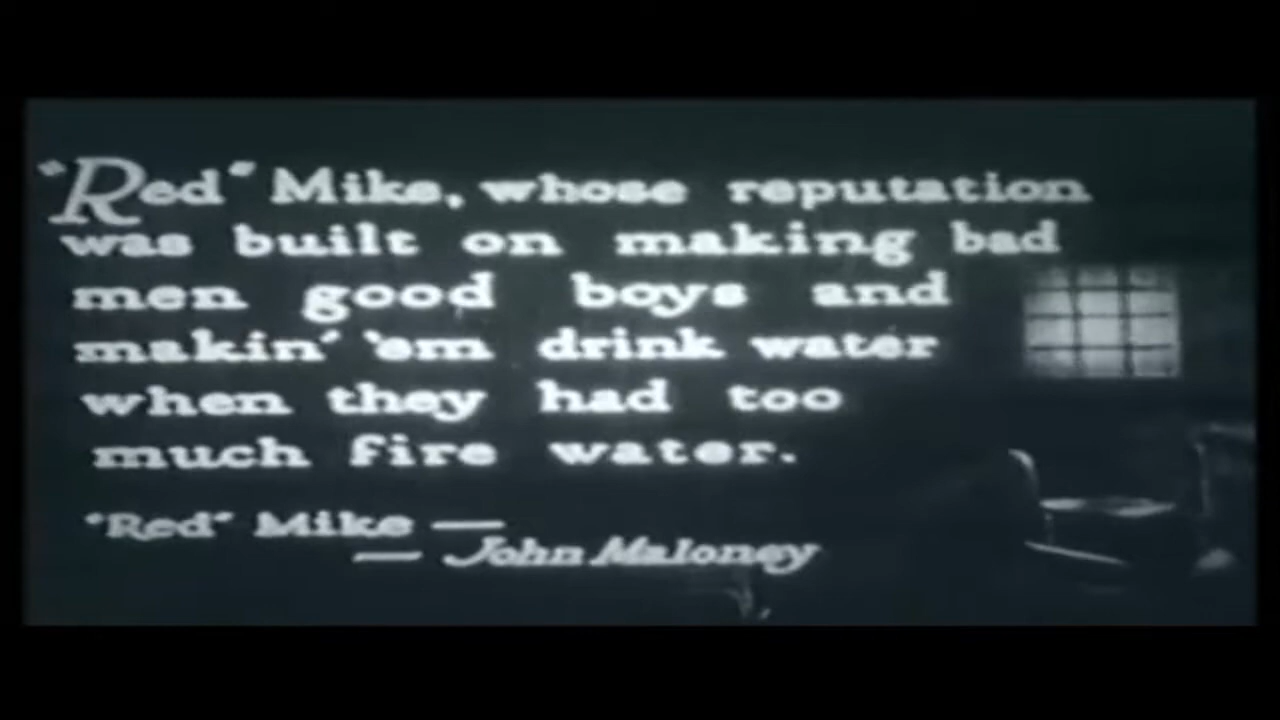 "Red" Mike, whose reputation
was built on making bad
men good boys and
makin' 'em drink water
when they had too
much fire water.
"Red" Mike —
— John Maloney